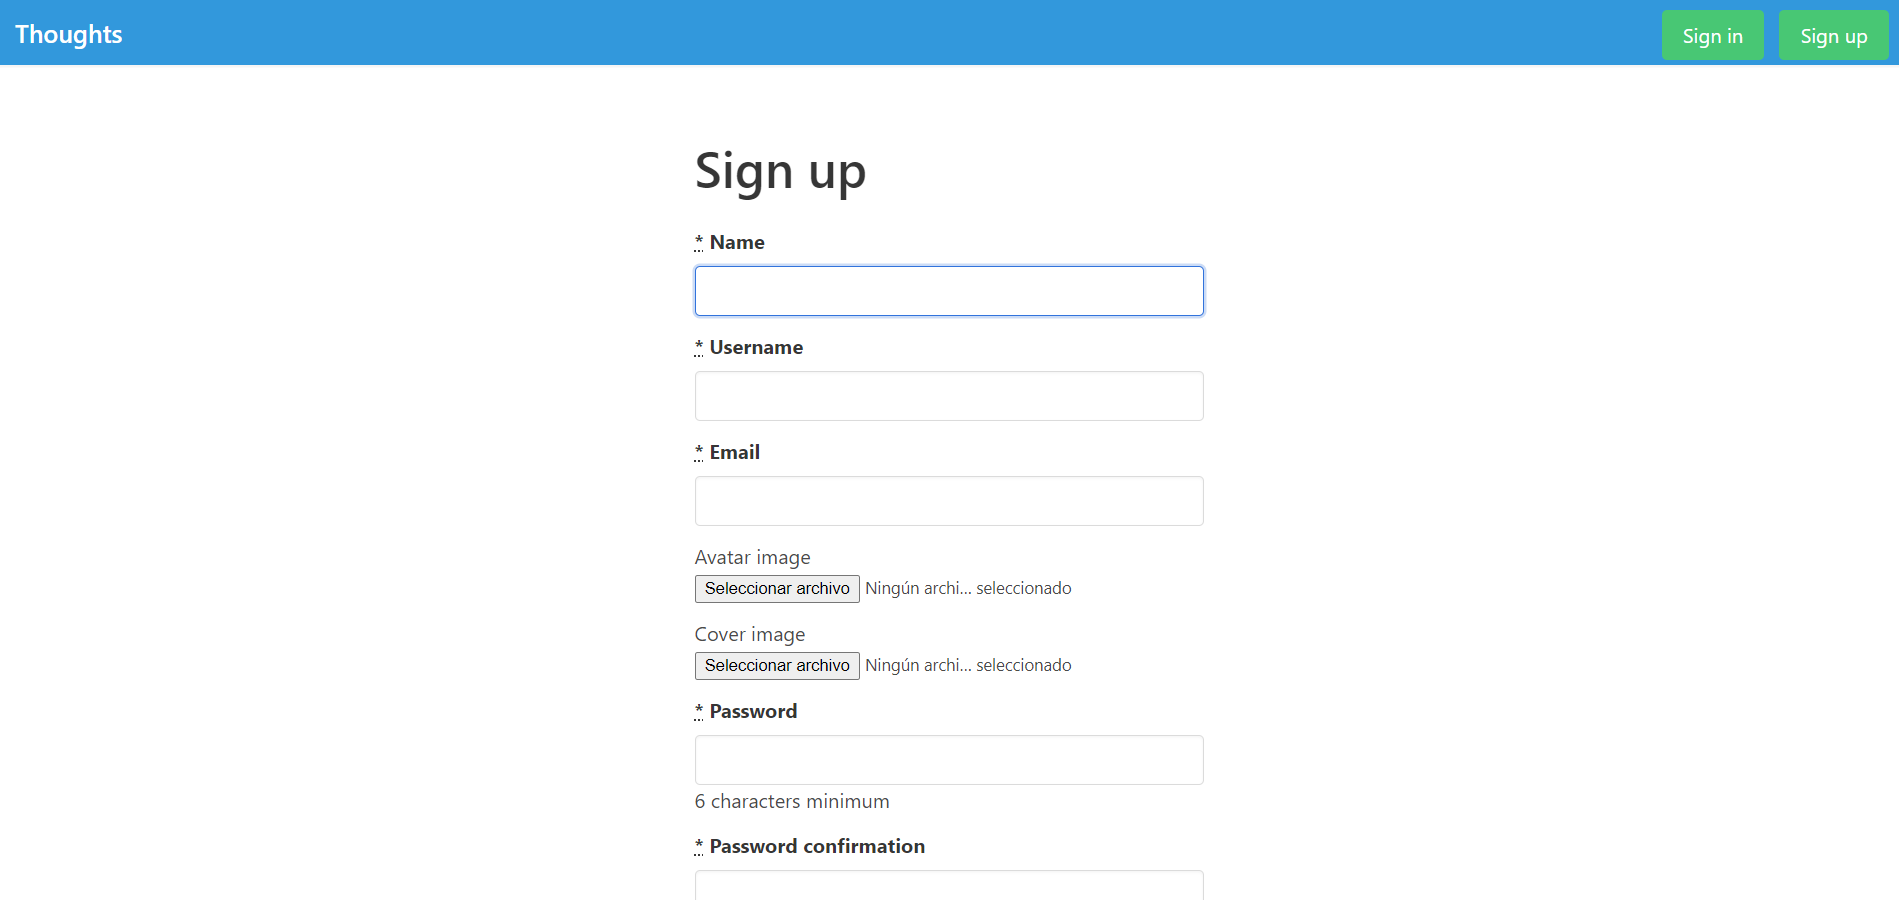 Thoughts
Sign in
Sign up
Sign up
* Name
* Username
* Email
Avatar image
Seleccionar archivo Ningún archi... seleccionado
Cover image
Seleccionar archivo Ningún archi... seleccionado
* Password
6 characters minimum
* Password confirmation